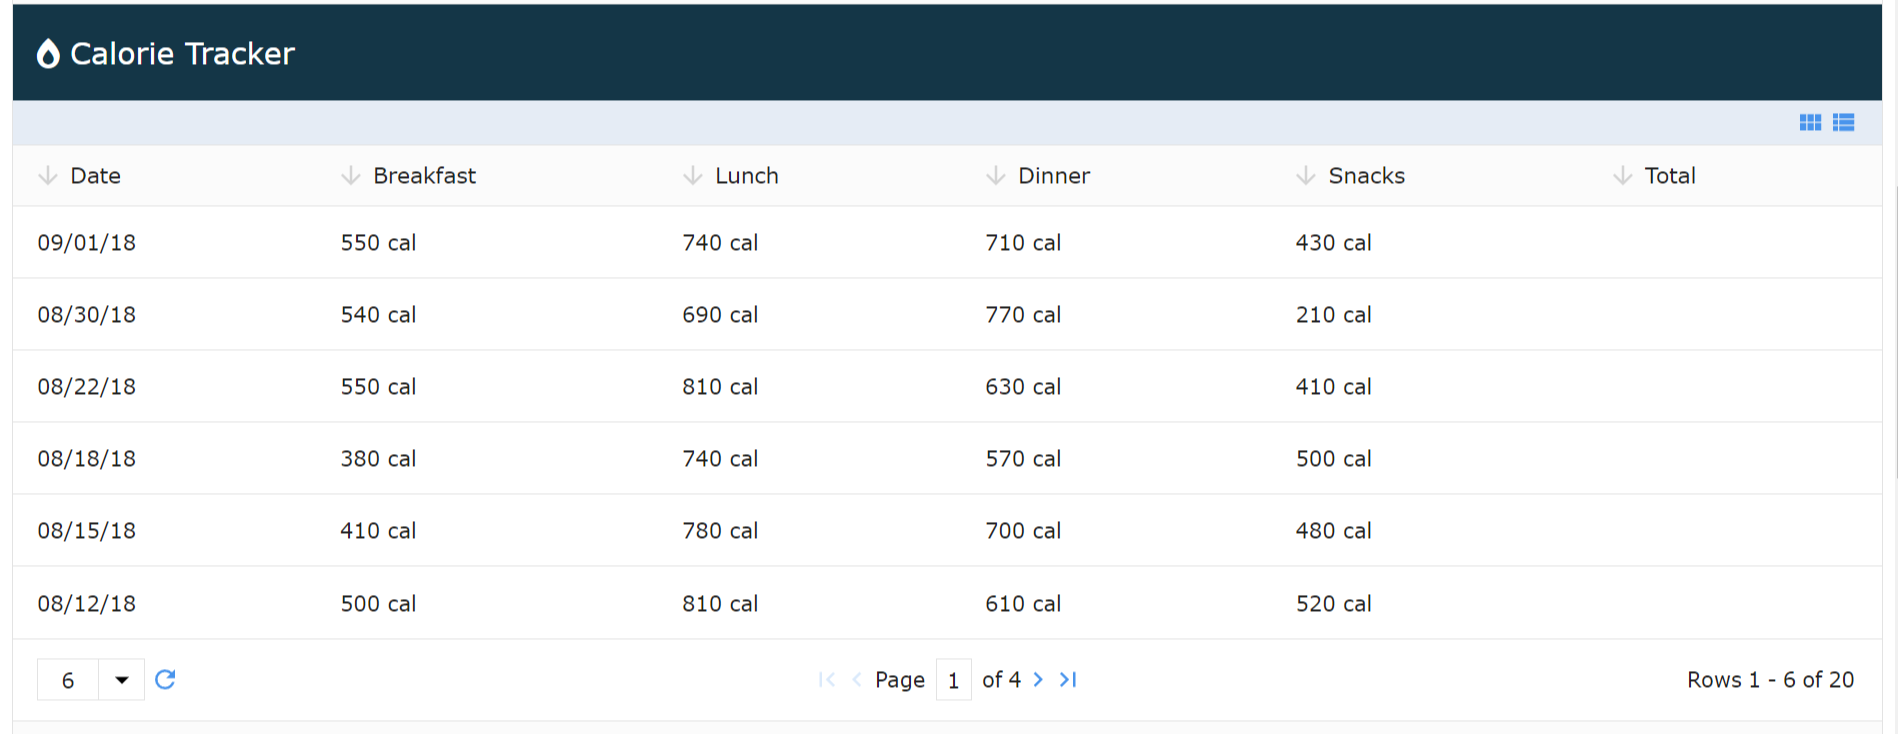 Calorie Tracker
Date Breakfast Lunch Dinner Snacks Total
09/01/18 550 cal 740 cal 710 cal 430 cal
08/30/18 540 cal 690 cal 770 cal 210 cal
08/22/18 550 cal 810 cal 630 cal 410 cal
08/18/18 380 cal 740 cal 570 cal 500 cal
08/15/18 410 cal 780 cal 700 cal 480 cal
08/12/18 500 cal 810 cal 610 cal 520 cal
6 Page 1 of 4 Rows 1 - 6 of 20